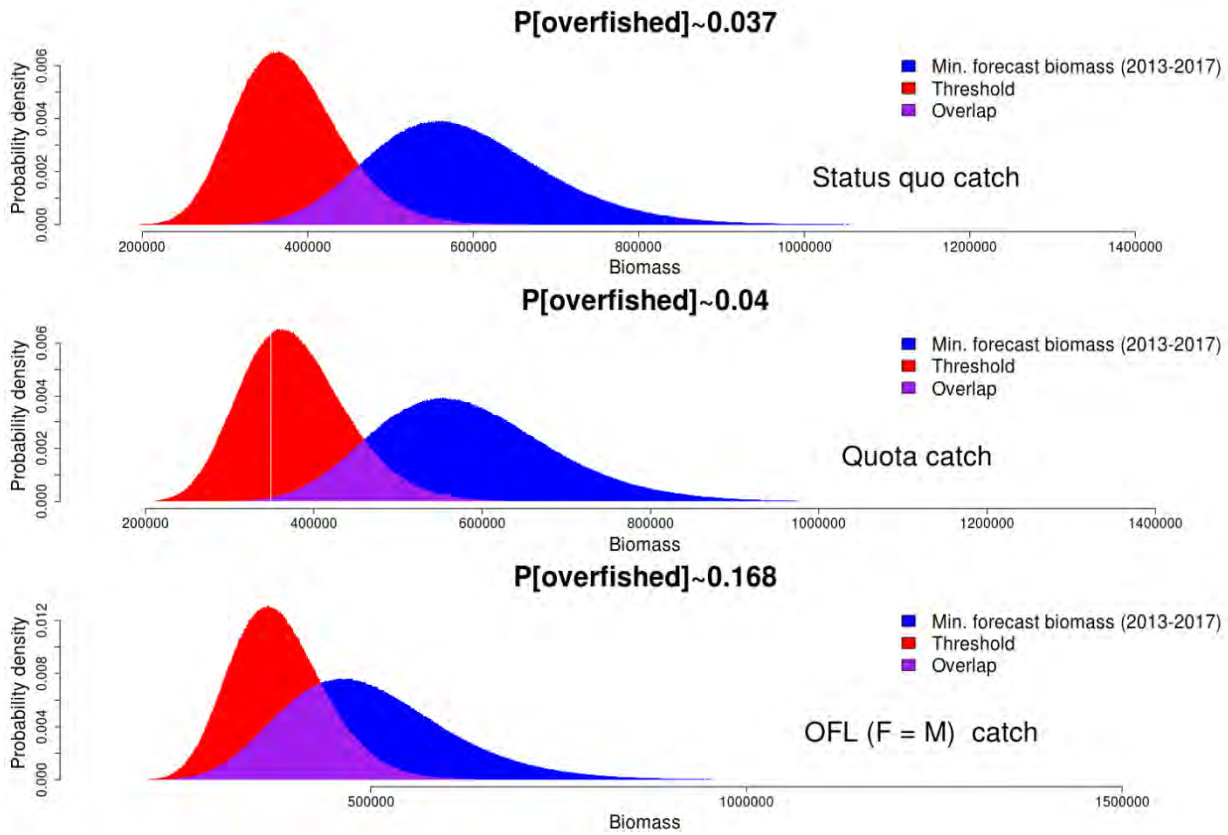 P[overfished]~0.037
Probability density
0.000 0.002 0.004 0.006
Min. forecast biomass (2013-2017)
Threshold
Overlap
Status quo catch
200000 400000 600000 800000 1000000 1200000 1400000
Biomass
P[overfished]~0.04
Probability density
0.000 0.002 0.004 0.006
Min. forecast biomass (2013-2017)
Threshold
Overlap
Quota catch
200000 400000 600000 800000 1000000 1200000 1400000
Biomass
P[overfished]~0.168
Probability density
0.000 0.004 0.008 0.012
Min. forecast biomass (2013-2017)
Threshold
Overlap
OFL (F = M) catch
500000 1000000 1500000
Biomass